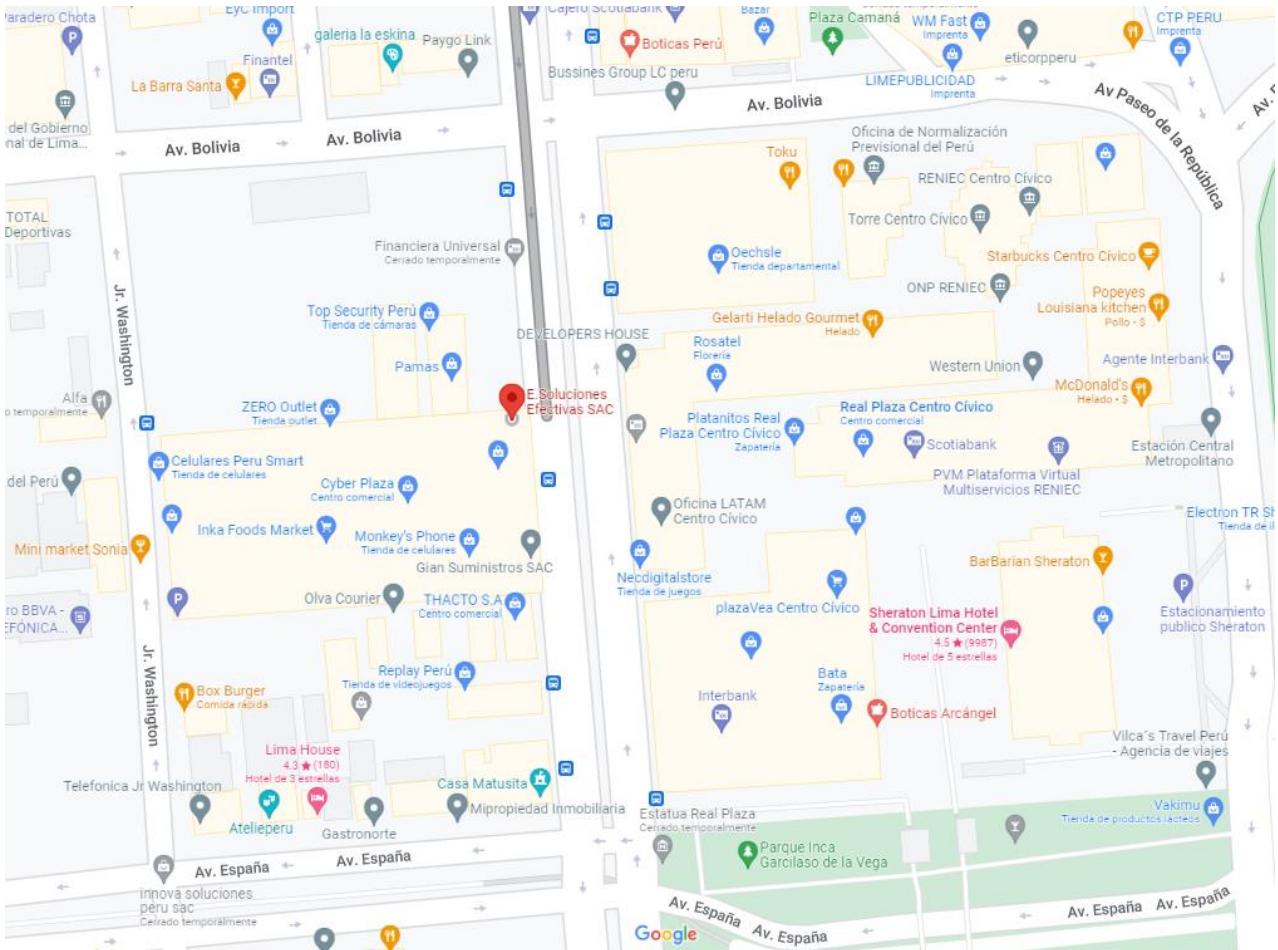 Paradero Chota
EyC Import
Cajero Scotiabank
Bazar
Plaza Camaná
WM Fast
Imprenta
CTP PERU
Imprenta
galeria la eskina
Paygo Link
Boticas Perú
eticorpperu
Finantel
La Barra Santa
Bussines Group LC peru
LIMEPUBLICIDAD
Imprenta
Av. Bolivia
Av Paseo de la República
del Gobierno
nal de Lima...
Av. Bolivia
Av. Bolivia
Oficina de Normalización
Previsional del Perú
Toku
RENIEC Centro Cívico
TOTAL
Deportivas
Torre Centro Cívico
Financiera Universal
Cerrado temporalmente
Oechsle
Tienda departamental
Starbucks Centro Cívico
ONP RENIEC
Jr. Washington
Top Security Perú
Tienda de cámaras
Popeyes
Louisiana kitchen
Pollo • $
Gelarti Helado Gourmet
Helado
DEVELOPERS HOUSE
Rosatel
Florería
Pamas
Western Union
Agente Interbank
McDonald's
Helado • $
Alfa
o temporalmente
E.Soluciones
Efectivas SAC
ZERO Outlet
Tienda outlet
Platanitos Real
Plaza Centro Cívico
Zapatería
Real Plaza Centro Cívico
Centro comercial
Scotiabank
Estación Central
Metropolitano
Celulares Peru Smart
Tienda de celulares
del Perú
Cyber Plaza
Centro comercial
PVM Plataforma Virtual
Multiservicios RENIEC
Oficina LATAM
Centro Cívico
Electron TR Sh
Tienda de il
Inka Foods Market
Monkey's Phone
Tienda de celulares
Mini market Sonia
Gian Suministros SAC
BarBarian Sheraton
Necdigitalstore
Tienda de juegos
Olva Courier
THACTO S.A
Centro comercial
plazaVea Centro Cívico
ro BBVA -
EFÓNICA...
Sheraton Lima Hotel
& Convention Center
4.5 ★ (9987)
Hotel de 5 estrellas
Estacionamiento
publico Sheraton
Jr. Washington
Replay Perú
Tienda de videojuegos
Bata
Zapatería
Box Burger
Comida rápida
Interbank
Boticas Arcángel
Lima House
4.3 ★ (180)
Hotel de 3 estrellas
Vilca´s Travel Perú
- Agencia de viajes
Telefonica Jr Washington
Casa Matusita
Mipropiedad Inmobiliaria
Estatua Real Plaza
Cerrado temporalmente
Vakimu
Tienda de productos lácteos
Atelieperu
Gastronorte
Parque Inca
Garcilaso de la Vega
Av. España
Av. España
innova soluciones
peru sac
Cerrado temporalmente
Av. España
Av. España
Av. España
Av. España
Google